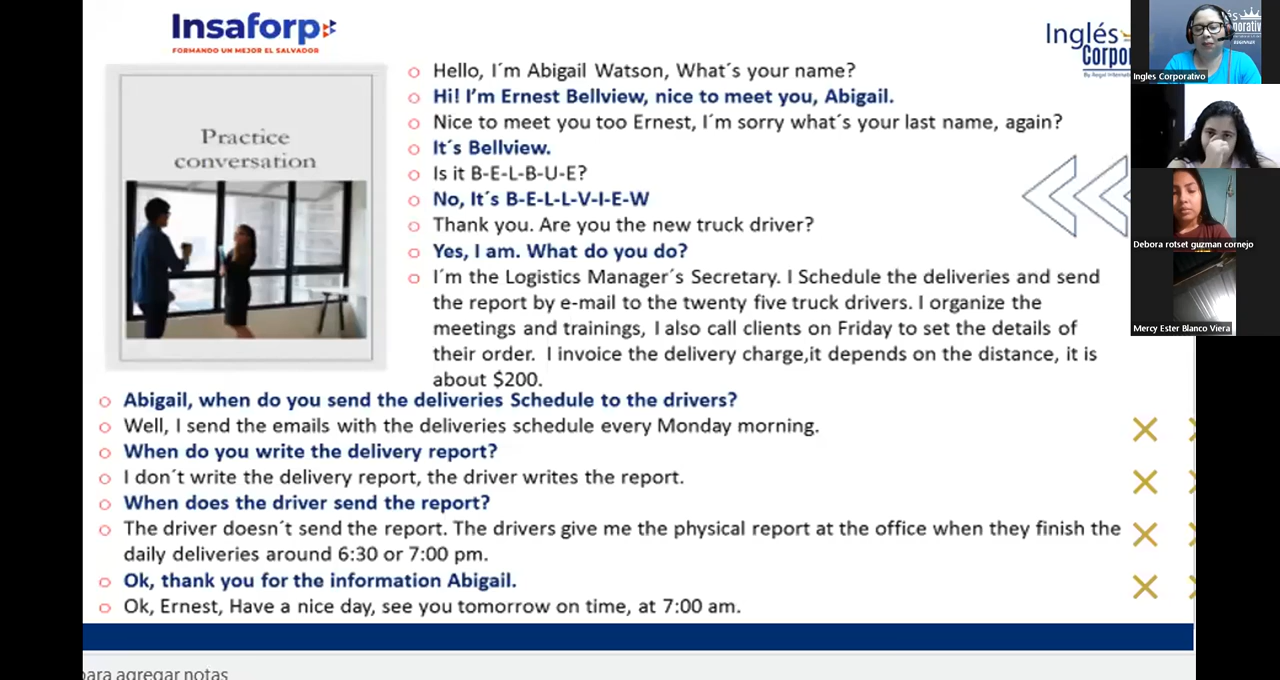 Insaforp
FORMANDO UN MEJOR EL SALVADOR
Inglés
Corpor
Practice
conversation
o Hello, I´m Abigail Watson, What´s your name?
o Hi! I’m Ernest Bellview, nice to meet you, Abigail.
o Nice to meet you too Ernest, I´m sorry what´s your last name, again?
o It´s Bellview.
o Is it B-E-L-B-U-E?
o No, It´s B-E-L-L-V-I-E-W
o Thank you. Are you the new truck driver?
o Yes, I am. What do you do?
o I´m the Logistics Manager´s Secretary. I Schedule the deliveries and send
the report by e-mail to the twenty five truck drivers. I organize the
meetings and trainings, I also call clients on Friday to set the details of
their order. I invoice the delivery charge,it depends on the distance, it is
about $200.
o Abigail, when do you send the deliveries Schedule to the drivers?
o Well, I send the emails with the deliveries schedule every Monday morning.
o When do you write the delivery report?
o I don´t write the delivery report, the driver writes the report.
o When does the driver send the report?
o The driver doesn´t send the report. The drivers give me the physical report at the office when they finish the
daily deliveries around 6:30 or 7:00 pm.
o Ok, thank you for the information Abigail.
o Ok, Ernest, Have a nice day, see you tomorrow on time, at 7:00 am.
para agregar notas
Ingles Corporativo
Debora rotset guzman cornejo
Mercy Ester Blanco Viera